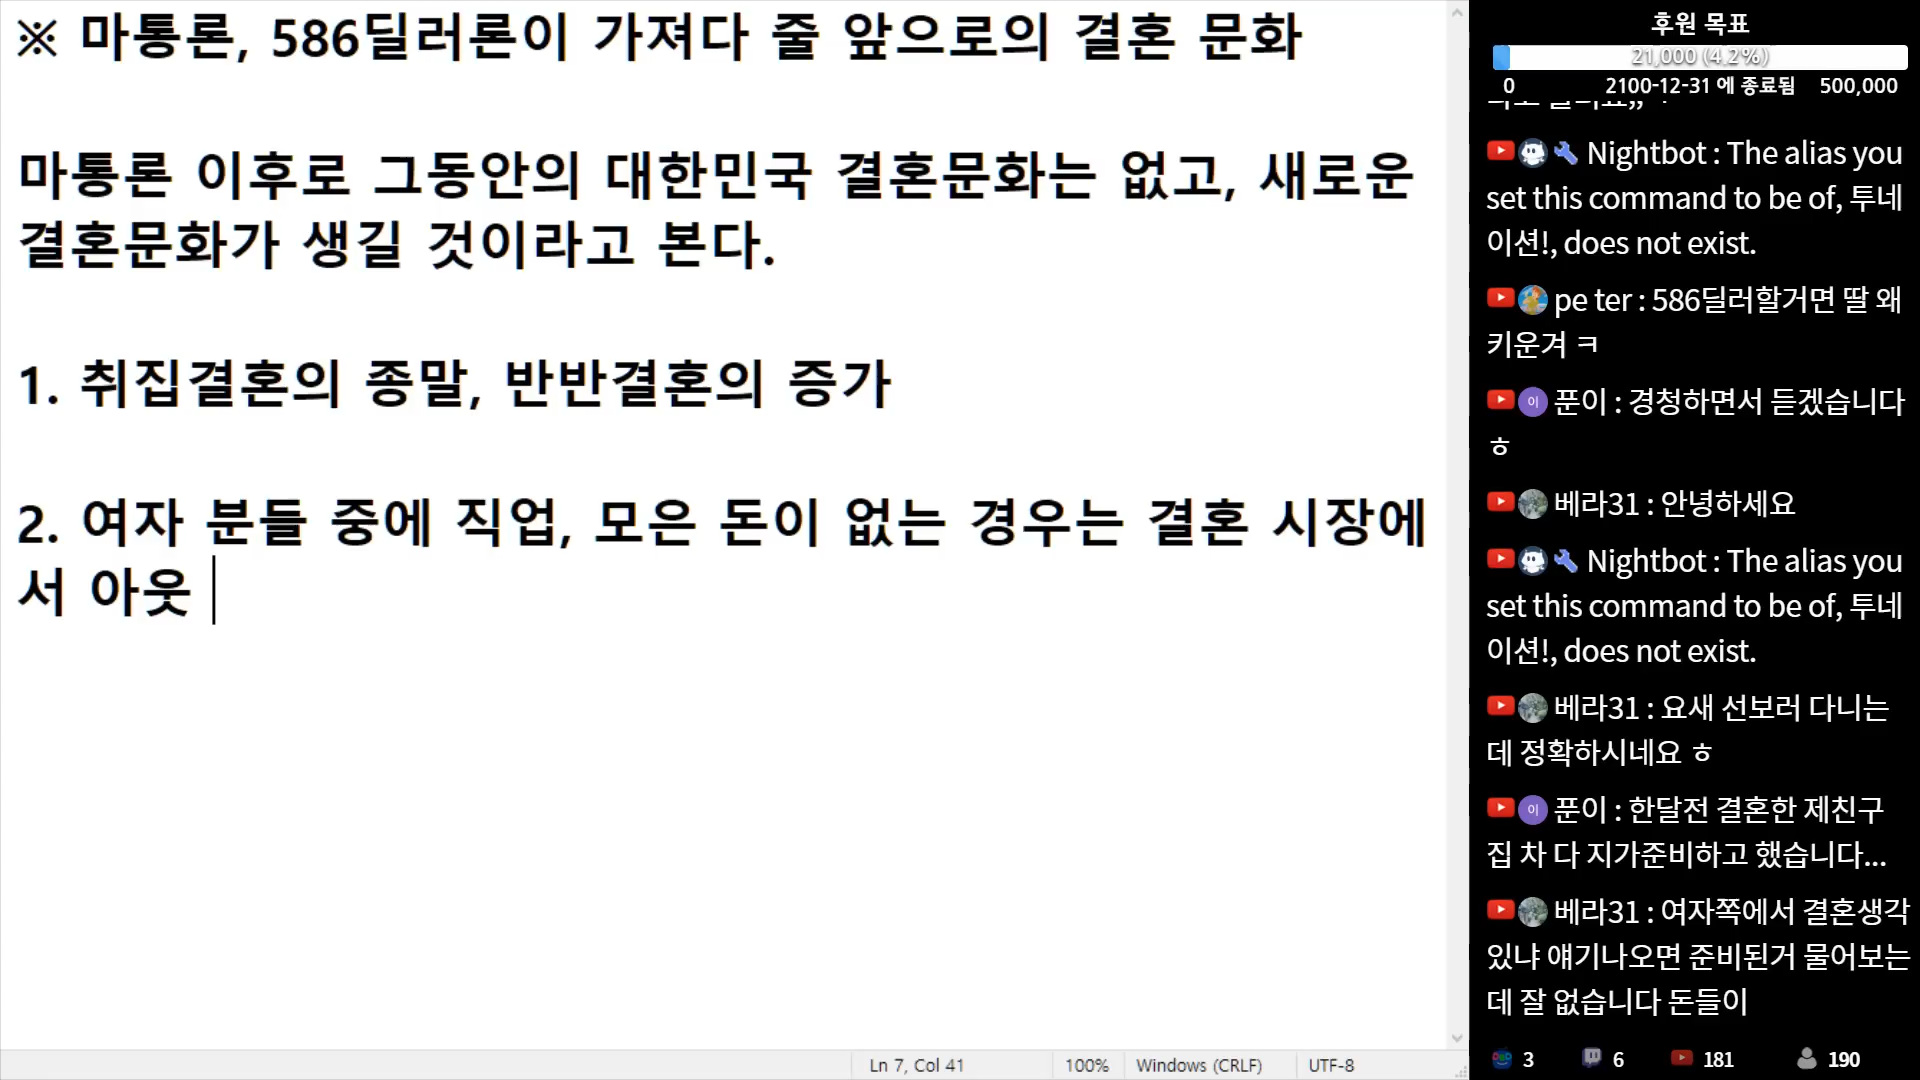 ※ 마통론, 586딜러론이 가져다 줄 앞으로의 결혼 문화
마통론 이후로 그동안의 대한민국 결혼문화는 없고, 새로운
결혼문화가 생길 것이라고 본다.
1. 취집결혼의 종말, 반반결혼의 증가
2. 여자 분들 중에 직업, 모은 돈이 없는 경우는 결혼 시장에
서 아웃
Ln 7, Col 41
100%
Windows (CRLF)
UTF-8
후원 목표
21,000 (4.2%)
0
2100-12-31 에 종료됨
500,000
Nightbot : The alias you
set this command to be of, 투네
이션!, does not exist.
pe ter : 586딜러할거면 딸 왜
키운겨 ㅋ
이 푼이 : 경청하면서 듣겠습니다
ㅎ
베라31 : 안녕하세요
Nightbot : The alias you
set this command to be of, 투네
이션!, does not exist.
베라31 : 요새 선보러 다니는
데 정확하시네요 ㅎ
이 푼이 : 한달전 결혼한 제친구
집 차 다 지가준비하고 했습니다...
베라31 : 여자쪽에서 결혼생각
있냐 얘기나오면 준비된거 물어보는
데 잘 없습니다 돈들이
3
6
181
190